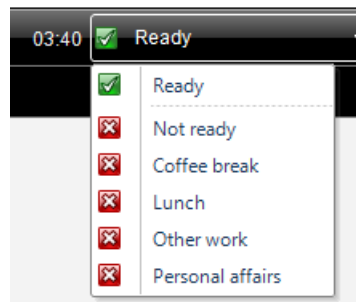 03:40 Ready
Ready
Not ready
Coffee break
Lunch
Other work
Personal affairs